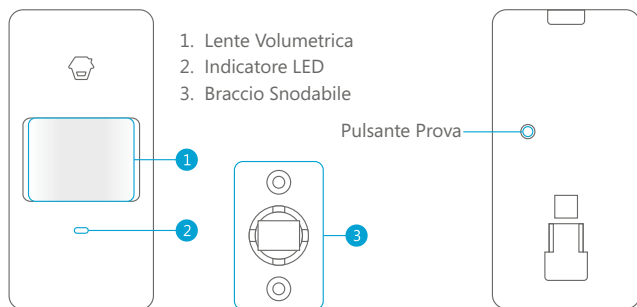 1. Lente Volumetrica
2. Indicatore LED
3. Braccio Snodabile
Pulsante Prova
1
2
3